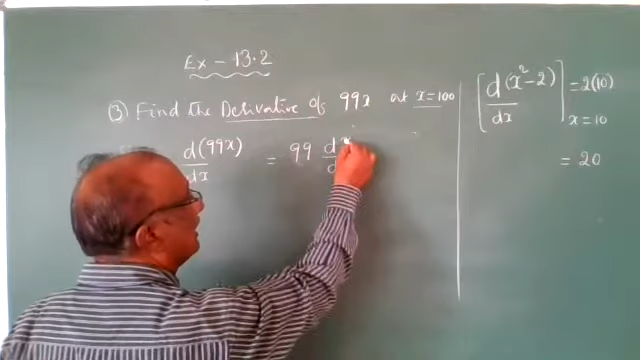 Ex - 13.2
(3) Find the Derivative of 99x at x = 100
d(99x)
dx
= 99 d x
d
[d (x² - 2)] = 2(10)
dx
x = 10
= 20